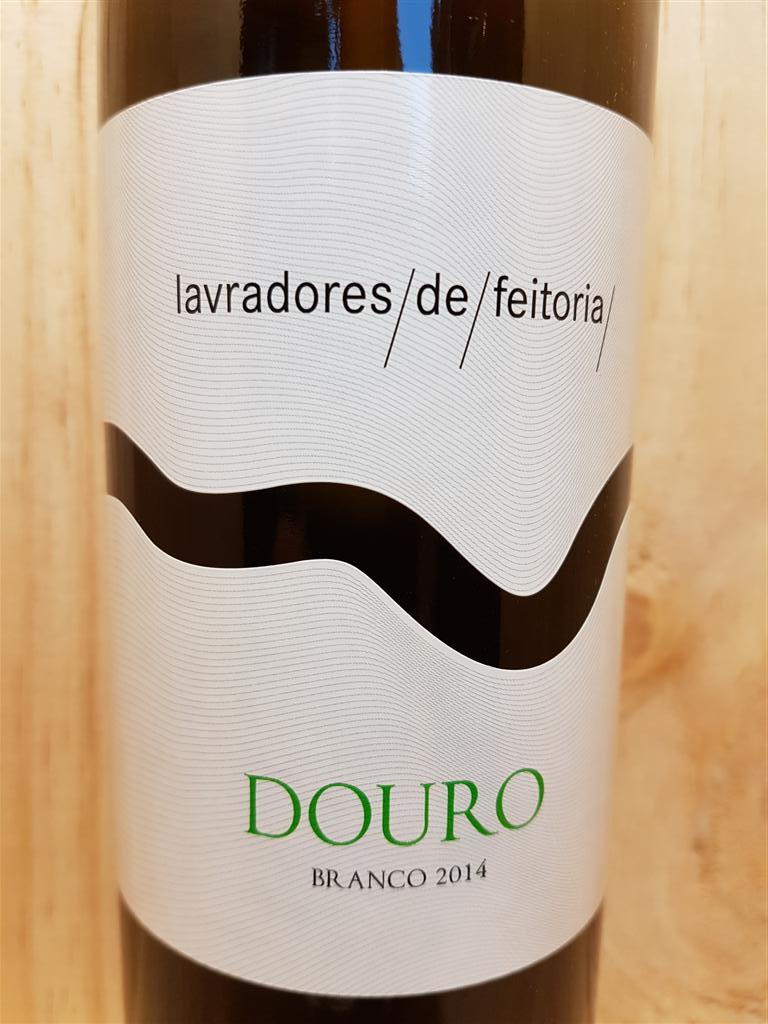 lavradores/de/feitoria/
DOURO
BRANCO 2014